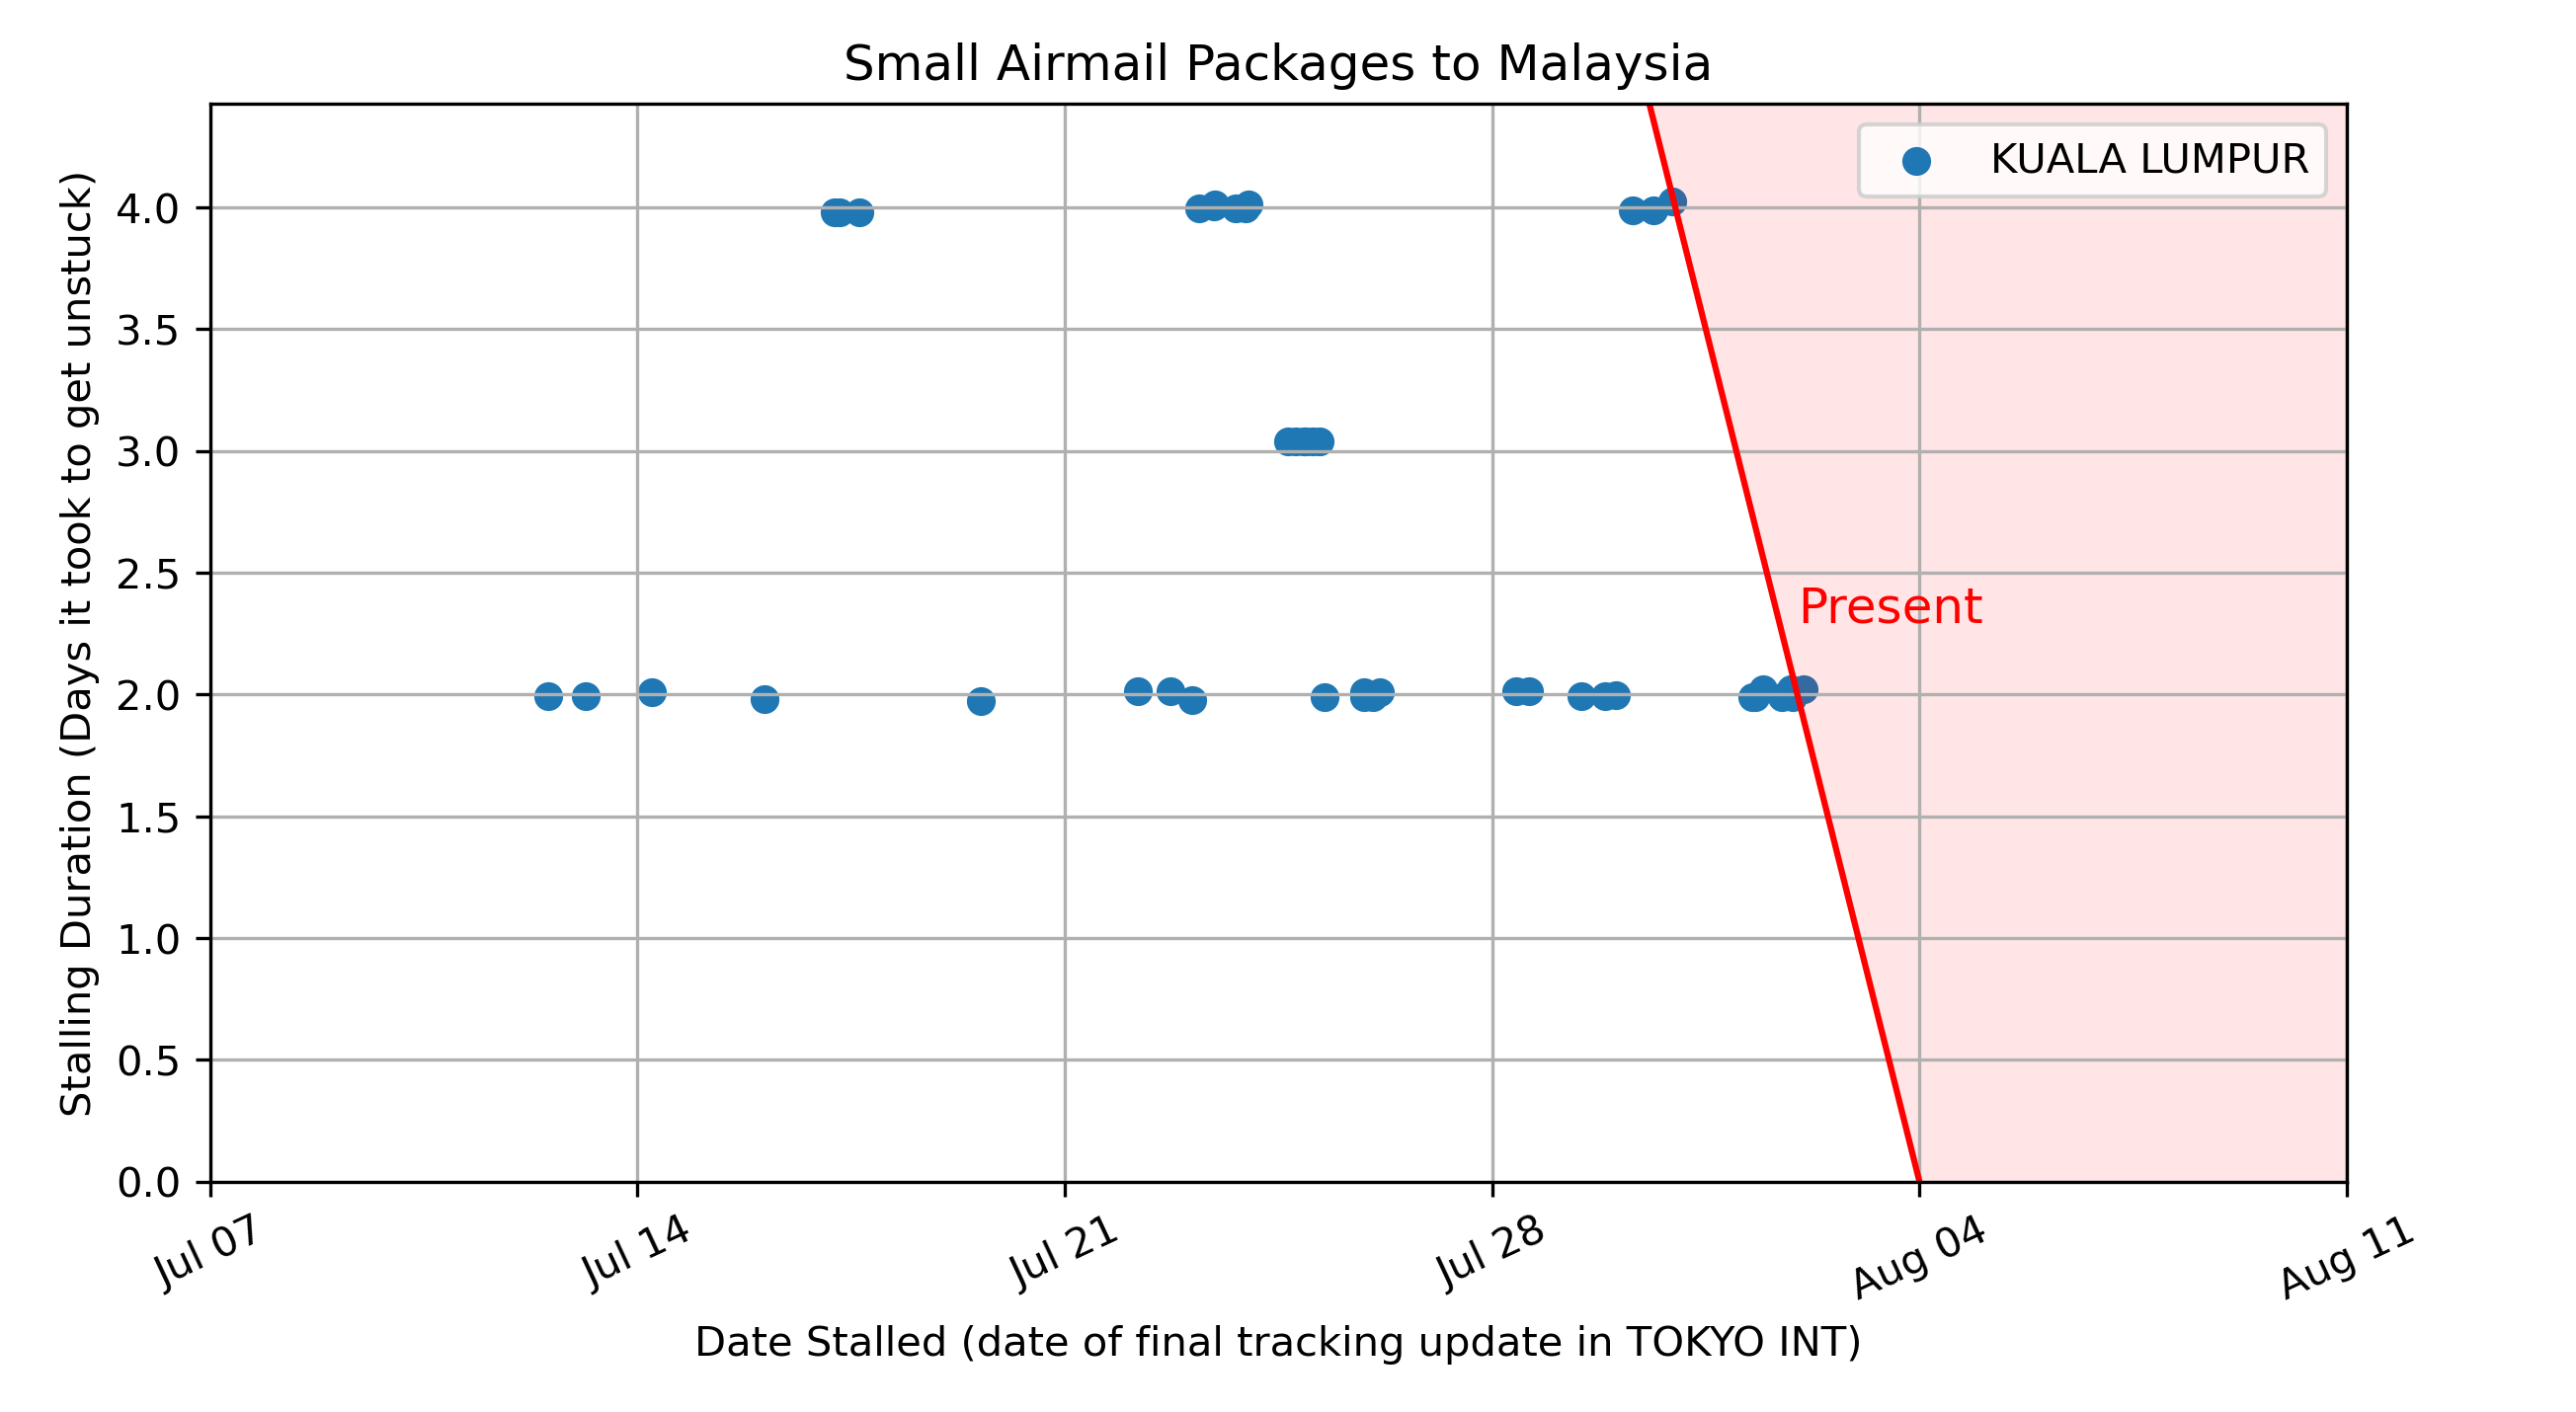 Small Airmail Packages to Malaysia
KUALA LUMPUR
Stalling Duration (Days it took to get unstuck)
4.0
3.5
3.0
2.5
2.0
1.5
1.0
0.5
0.0
Present
Jul 07
Jul 14
Jul 21
Jul 28
Aug 04
Aug 11
Date Stalled (date of final tracking update in TOKYO INT)